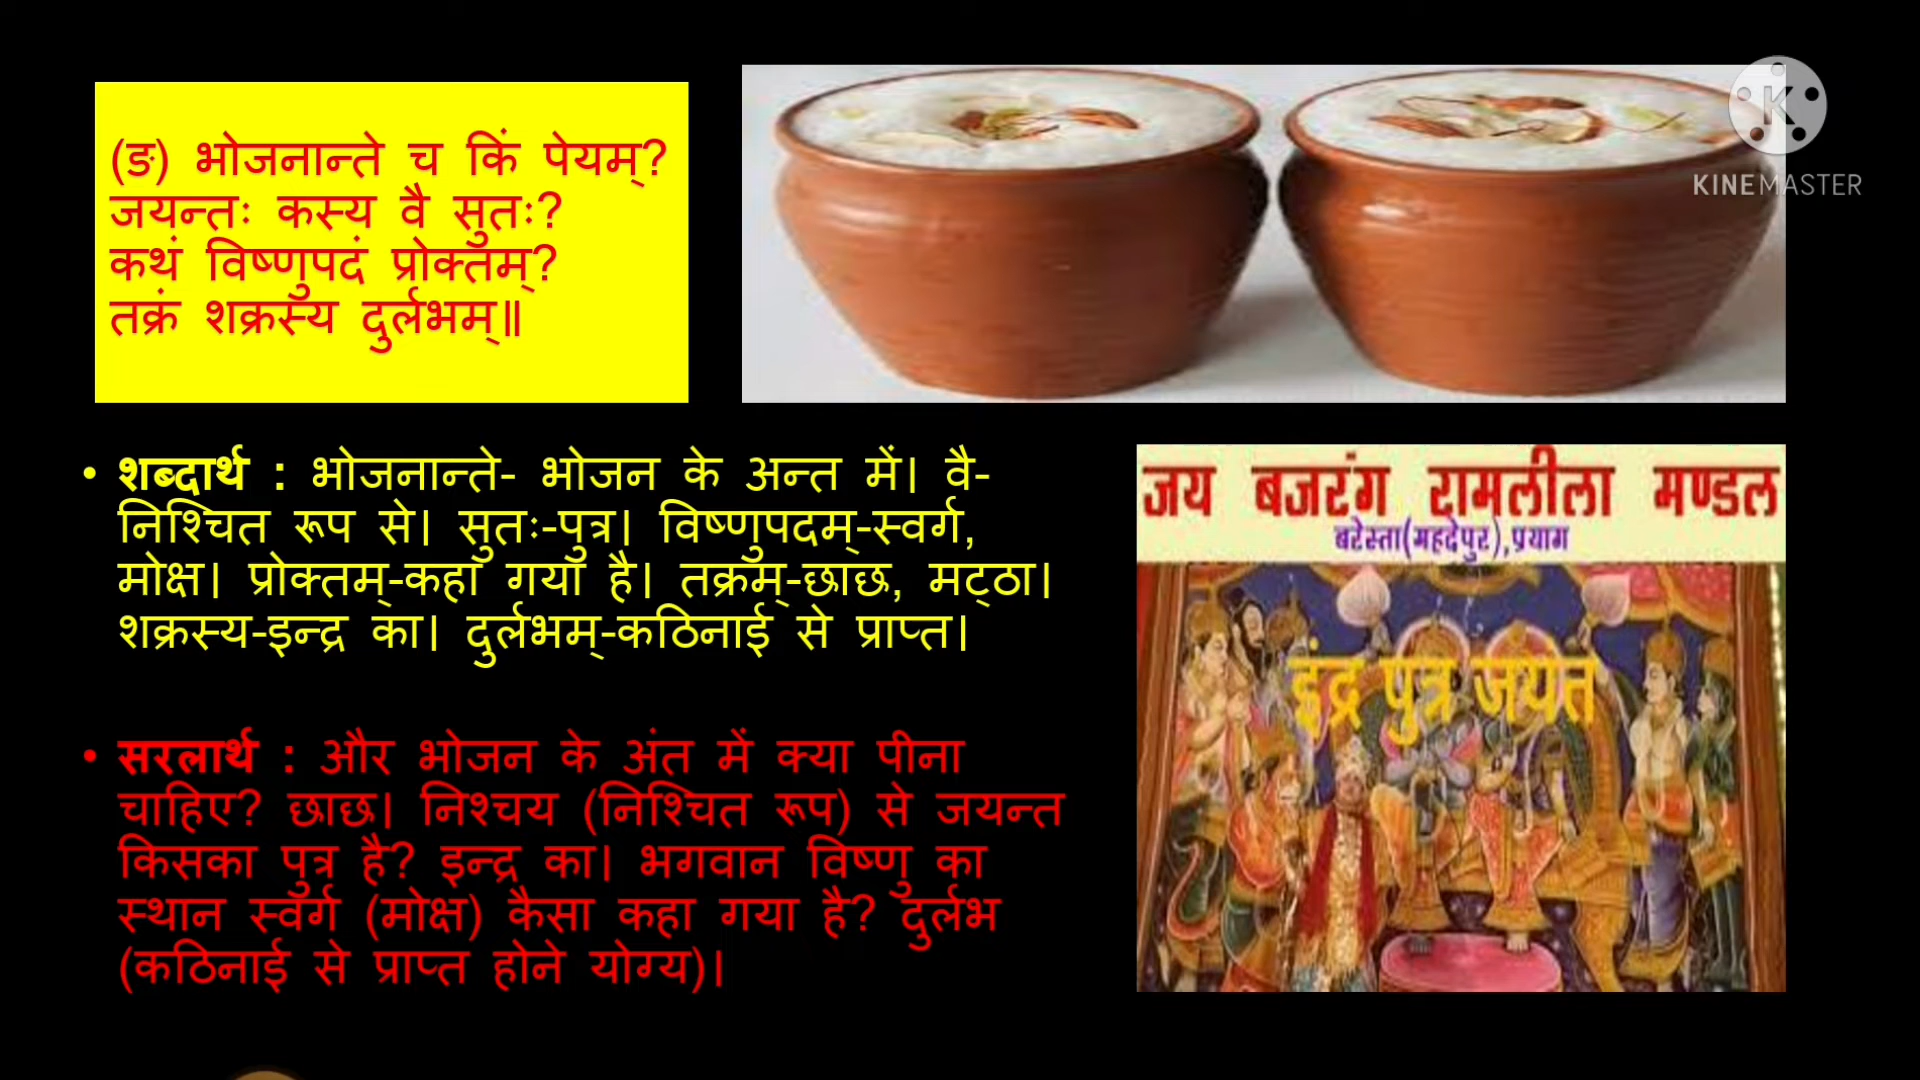 (ङ) भोजनान्ते च किं पेयम्?
जयन्तः कस्य वै सुतः?
कथं विष्णुपदं प्रोक्तम्?
तक्रं शक्रस्य दुर्लभम्॥
KINEMASTER
• शब्दार्थ : भोजनान्ते- भोजन के अन्त में। वै-
निश्चित रूप से। सुतः-पुत्र। विष्णुपदम्-स्वर्ग,
मोक्ष। प्रोक्तम्-कहा गया है। तक्रम्-छाछ, मट्ठा।
शक्रस्य-इन्द्र का। दुर्लभम्-कठिनाई से प्राप्त।
• सरलार्थ : और भोजन के अंत में क्या पीना
चाहिए? छाछ। निश्चय (निश्चित रूप) से जयन्त
किसका पुत्र है? इन्द्र का। भगवान विष्णु का
स्थान स्वर्ग (मोक्ष) कैसा कहा गया है? दुर्लभ
(कठिनाई से प्राप्त होने योग्य)।
जय बजरंग रामलीला मण्डल
बरेस्ता(महदेपुर),प्रयाग
इंद्र पुत्र जयंत